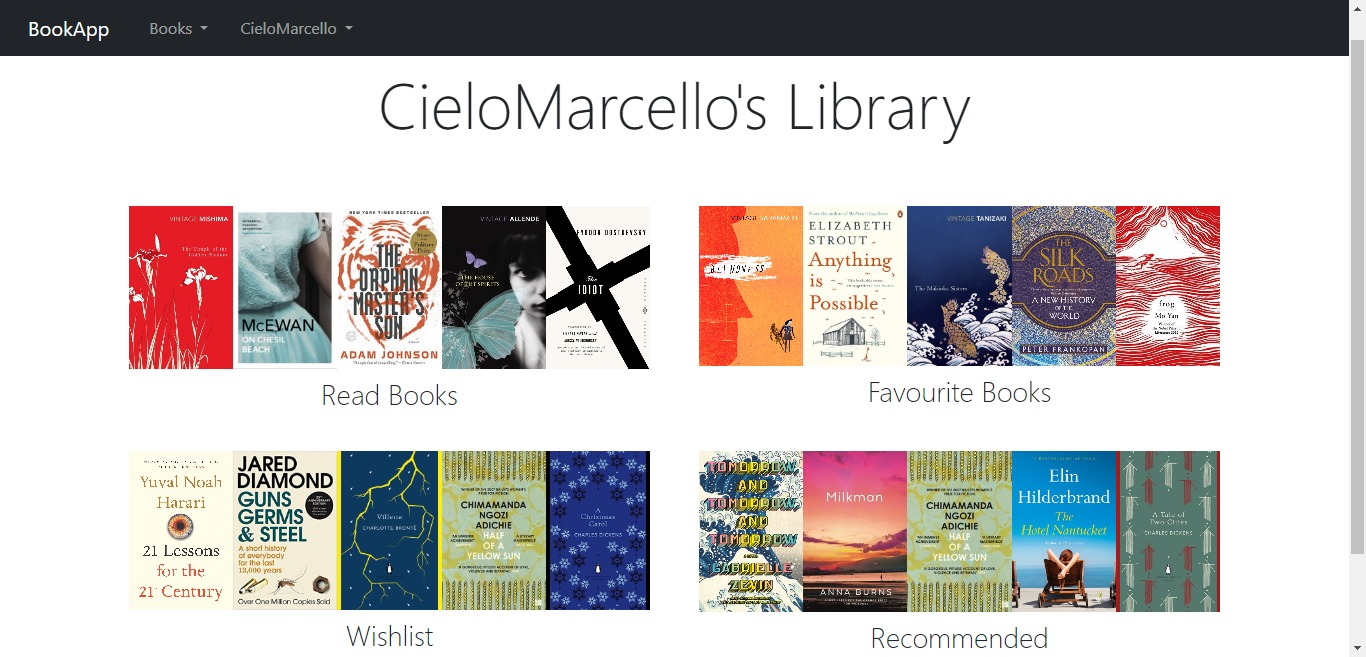 BookApp
Books
CieloMarcello
CieloMarcello's Library
VINTAGE MISHIMA
The Temple of the
Golden Pavilion
McEWAN
ON CHESIL
BEACH
NEW YORK TIMES BESTSELLER
Winner
of the
Pulitzer
Prize
THE
ORPHAN
MASTER'S
SON
ADAM JOHNSON
VINTAGE ALLENDE
THE HOUSE
OF THE SPIRITS
FYODOR DOSTOEVSKY
The
IDIOT
Read Books
VINTAGE SARAMAGO
BLINDNESS
ELIZABETH
STROUT
Anything
is
Possible
VINTAGE TANIZAKI
The Makioka Sisters
THE
SILK
ROADS
A NEW HISTORY
OF THE
WORLD
PETER FRANKOPAN
frog
Mo Yan
Favourite Books
Yuval Noah
Harari
21 Lessons
for the
21 Century
JARED
DIAMOND
GUNS
GERMS
& STEEL
A short history
of everybody
for the last
13,000 years
Over One Million Copies Sold
Villette
CHARLOTTE BRONTË
CHIMAMANDA
NGOZI
ADICHIE
HALF
OF A
YELLOW SUN
A
Christmas
Carol
CHARLES DICKENS
Wishlist
TOMORROW
AND
TOMORROW
AND
TOMORROW
GABRIELLE
ZEVIN
Milkman
ANNA BURNS
CHIMAMANDA
NGOZI
ADICHIE
HALF
OF A
YELLOW SUN
Elin
Hilderbrand
The
Hotel Nantucket
A Tale of
Two Cities
CHARLES DICKENS
Recommended